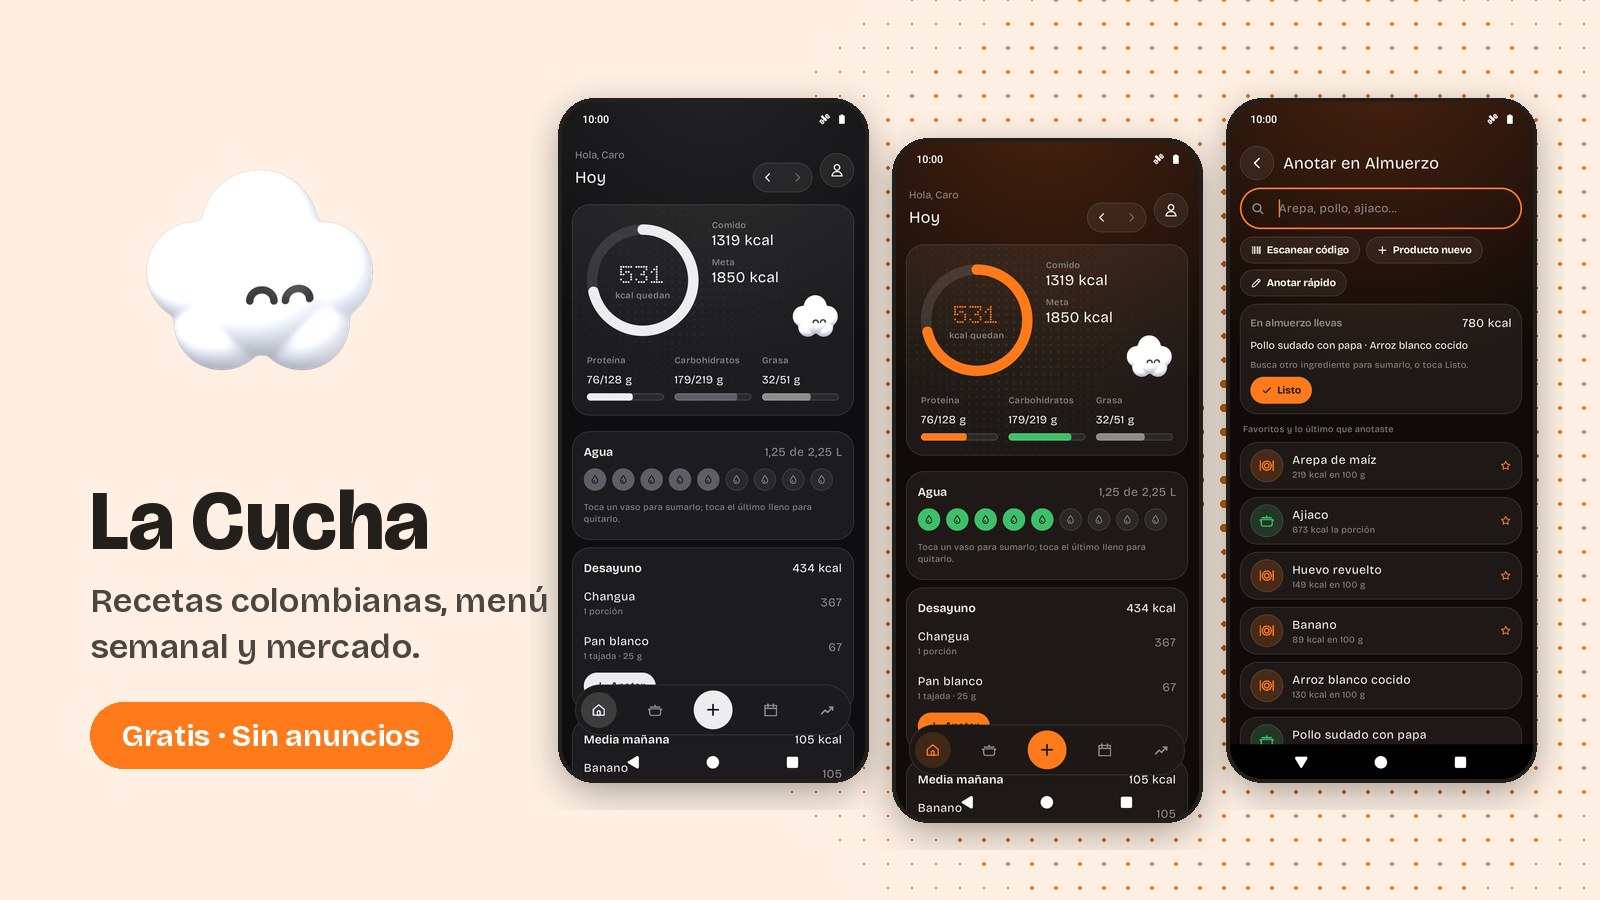 La Cucha
Recetas colombianas, menú
semanal y mercado.
Gratis · Sin anuncios
10:00
Hola, Caro
Hoy
531
kcal quedan
Comido
1319 kcal
Meta
1850 kcal
Proteína
Carbohidratos
Grasa
76/128 g
179/219 g
32/51 g
Agua
1,25 de 2,25 L
Toca un vaso para sumarlo; toca el último lleno para
quitarlo.
Desayuno
434 kcal
Changua
1 porción
367
Pan blanco
1 tajada · 25 g
67
Media mañana
105 kcal
Banano
105
10:00
Hola, Caro
Hoy
531
kcal quedan
Comido
1319 kcal
Meta
1850 kcal
Proteína
Carbohidratos
Grasa
76/128 g
179/219 g
32/51 g
Agua
1,25 de 2,25 L
Toca un vaso para sumarlo; toca el último lleno para
quitarlo.
Desayuno
434 kcal
Changua
1 porción
367
Pan blanco
1 tajada · 25 g
67
Media mañana
105 kcal
Banano
105
10:00
Anotar en Almuerzo
Arepa, pollo, ajiaco...
Escanear código
Producto nuevo
Anotar rápido
En almuerzo llevas
780 kcal
Pollo sudado con papa · Arroz blanco cocido
Busca otro ingrediente para sumarlo, o toca Listo.
Listo
Favoritos y lo último que anotaste
Arepa de maíz
219 kcal en 100 g
Ajiaco
673 kcal la porción
Huevo revuelto
149 kcal en 100 g
Banano
89 kcal en 100 g
Arroz blanco cocido
130 kcal en 100 g
Pollo sudado con papa